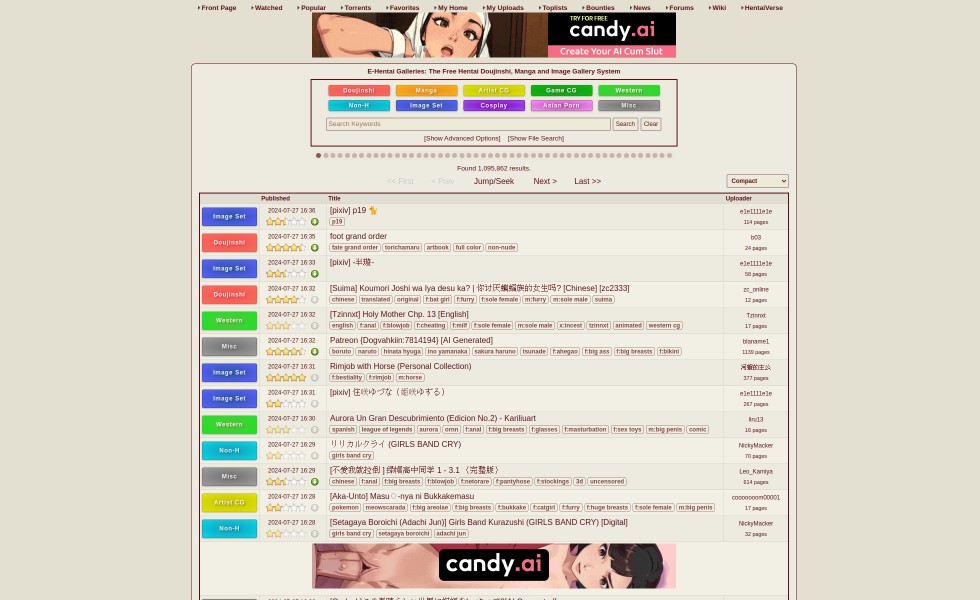 Front Page Watched Popular Torrents Favorites My Home My Uploads Toplists Bounties News Forums Wiki HentaiVerse
TRY FOR FREE
candy.ai
Create Your AI Cum Slut
E-Hentai Galleries: The Free Hentai Doujinshi, Manga and Image Gallery System
Doujinshi Manga Artist CG Game CG Western
Non-H Image Set Cosplay Asian Porn Misc
Search Keywords Search Clear
[Show Advanced Options] [Show File Search]
Found 1,095,862 results.
<< First < Prev Jump/Seek Next > Last >> Compact
Published Title Uploader
Image Set 2024-07-27 16:36 [pixiv] p19 e1e1111e1e
p19 114 pages
Doujinshi 2024-07-27 16:35 foot grand order b03
fate grand order torichamaru artbook full color non-nude 24 pages
Image Set 2024-07-27 16:33 [pixiv] -半璇- e1e1111e1e
58 pages
Doujinshi 2024-07-27 16:32 [Suima] Koumori Joshi wa Iya desu ka? | 你讨厌蝙蝠族的女生吗? [Chinese] [zc2333] zc_online
chinese translated original f:bat girl f:furry f:sole female m:furry m:sole male suima 12 pages
Western 2024-07-27 16:32 [Tzinnxt] Holy Mother Chp. 13 [English] Tzinnxt
english f:anal f:blowjob f:cheating f:milf f:sole female m:sole male x:incest tzinnxt animated western cg 17 pages
Misc 2024-07-27 16:32 Patreon {Dogvahkiin:7814194} [AI Generated] blaname1
boruto naruto hinata hyuga ino yamanaka sakura haruno tsunade f:ahegao f:big ass f:big breasts f:bikini 1139 pages
Image Set 2024-07-27 16:31 Rimjob with Horse (Personal Collection)
f:bestiality f:rimjob m:horse 377 pages
Image Set 2024-07-27 16:31 [pixiv] 住咲ゆづな（姫咲ゆずる） e1e1111e1e
267 pages
Western 2024-07-27 16:30 Aurora Un Gran Descubrimiento (Edicion No.2) - Kariliuart liru13
spanish league of legends aurora ornn f:anal f:big breasts f:glasses f:masturbation f:sex toys m:big penis comic 16 pages
Non-H 2024-07-27 16:29 リリカルクライ (GIRLS BAND CRY) NickyMacker
girls band cry 70 pages
Misc 2024-07-27 16:29 [不爱我就拉倒 ] 绿帽高中同学 1 - 3.1 （完整版） Leo_Kamiya
chinese f:anal f:big breasts f:blowjob f:netorare f:pantyhose f:stockings 3d uncensored 614 pages
Artist CG 2024-07-27 16:28 [Aka-Unto] Masu♡-nya ni Bukkakemasu cooooooom00001
pokemon meowscarada f:big areolae f:big breasts f:bukkake f:catgirl f:furry f:huge breasts f:sole female m:big penis 17 pages
Non-H 2024-07-27 16:28 [Setagaya Boroichi (Adachi Jun)] Girls Band Kurazushi (GIRLS BAND CRY) [Digital] NickyMacker
girls band cry setagaya boroichi adachi jun 32 pages
candy.ai